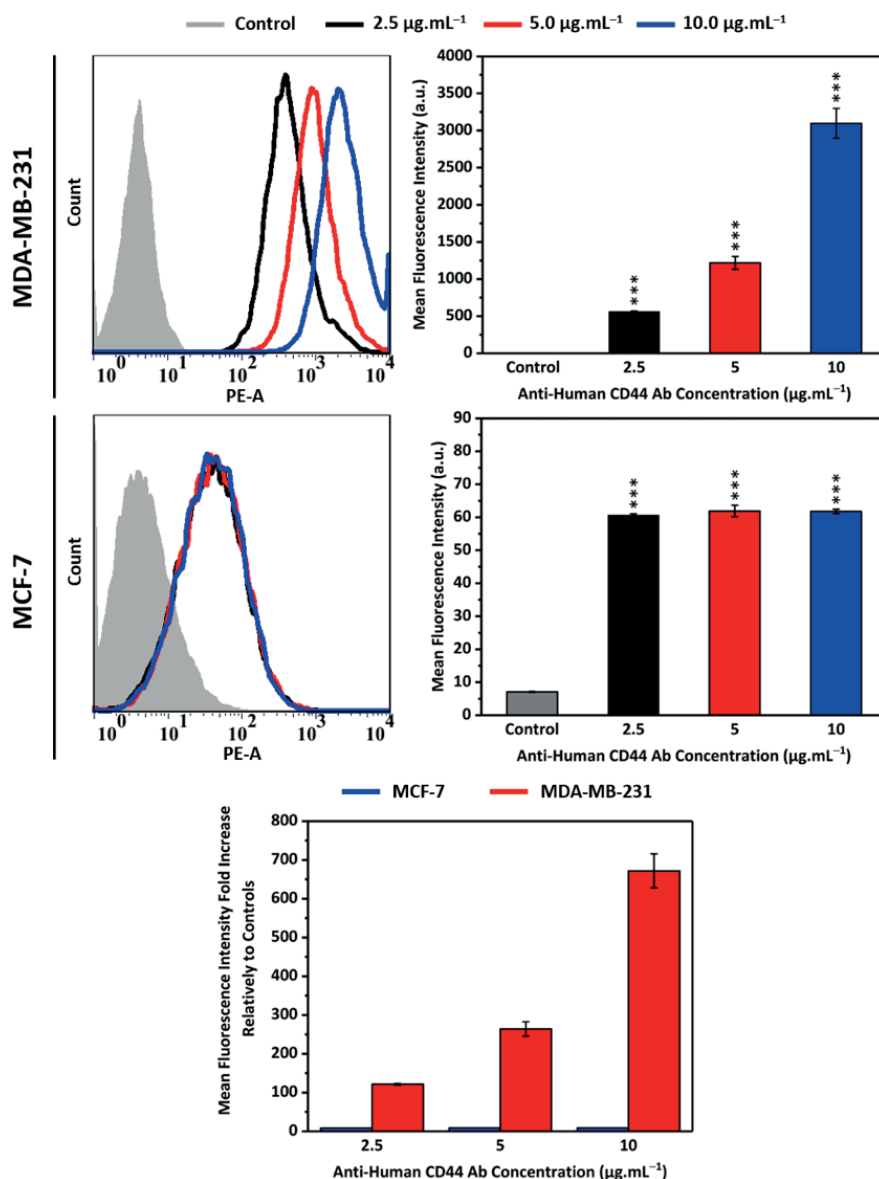 Control 2.5 µg.mL⁻¹ 5.0 µg.mL⁻¹ 10.0 µg.mL⁻¹
MDA-MB-231
Count
10⁰ 10¹ 10² 10³ 10⁴
PE-A
Mean Fluorescence Intensity (a.u.)
4000
3500
3000
2500
2000
1500
1000
500
0
*** *** ***
Control 2.5 5 10
Anti-Human CD44 Ab Concentration (µg.mL⁻¹)
MCF-7
Count
10⁰ 10¹ 10² 10³ 10⁴
PE-A
Mean Fluorescence Intensity (a.u.)
90
80
70
60
50
40
30
20
10
0
*** *** ***
Control 2.5 5 10
Anti-Human CD44 Ab Concentration (µg.mL⁻¹)
MCF-7 MDA-MB-231
Mean Fluorescence Intensity Fold Increase
Relatively to Controls
800
700
600
500
400
300
200
100
0
2.5 5 10
Anti-Human CD44 Ab Concentration (µg.mL⁻¹)